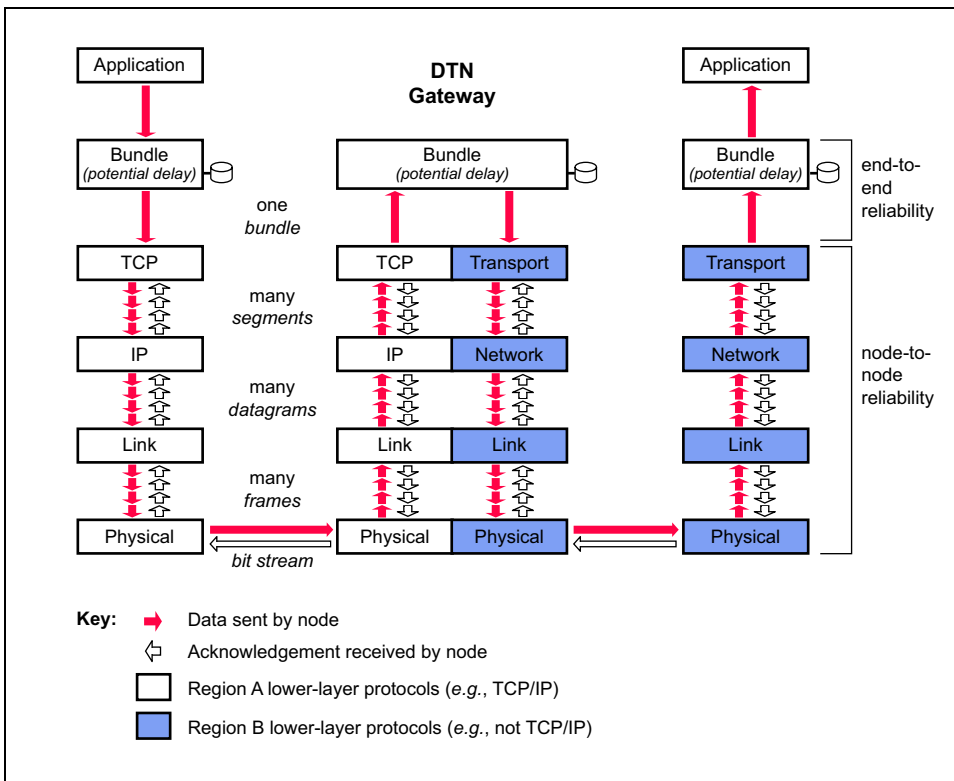 Application
DTN
Gateway
Application
Bundle
(potential delay)
Bundle
(potential delay)
Bundle
(potential delay)
end-to-
end
reliability
one
bundle
TCP
TCP
Transport
Transport
many
segments
IP
IP
Network
Network
node-to-
node
reliability
many
datagrams
Link
Link
Link
Link
many
frames
Physical
Physical
Physical
Physical
bit stream
Key:
Data sent by node
Acknowledgement received by node
Region A lower-layer protocols (e.g., TCP/IP)
Region B lower-layer protocols (e.g., not TCP/IP)